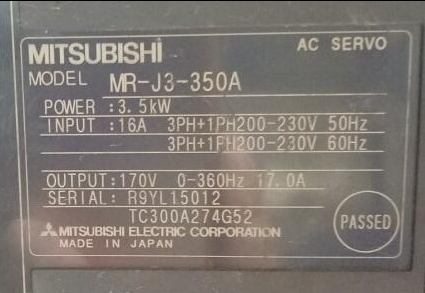 MITSUBISHI AC SERVO
MODEL MR-J3-350A
POWER :3.5kW
INPUT :16A 3PH+1PH200-230V 50Hz
3PH+1PH200-230V 60Hz
OUTPUT:170V 0-360Hz 17.0A
SERIAL: R9YL15012
TC300A274G52
MITSUBISHI ELECTRIC CORPORATION
MADE IN JAPAN
PASSED